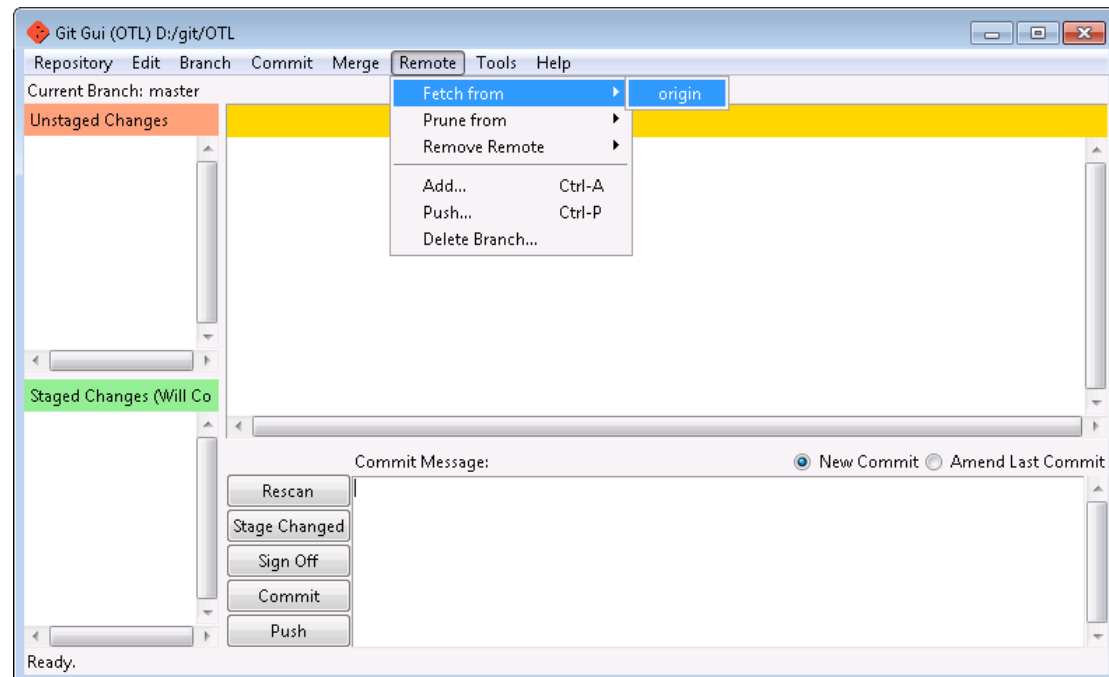 Git Gui (OTL) D:/git/OTL
Repository Edit Branch Commit Merge Remote Tools Help
Current Branch: master
Fetch from origin
Unstaged Changes
Prune from
Remove Remote
Add... Ctrl-A
Push... Ctrl-P
Delete Branch...
Staged Changes (Will Co
Commit Message: New Commit Amend Last Commit
Rescan
Stage Changed
Sign Off
Commit
Push
Ready.